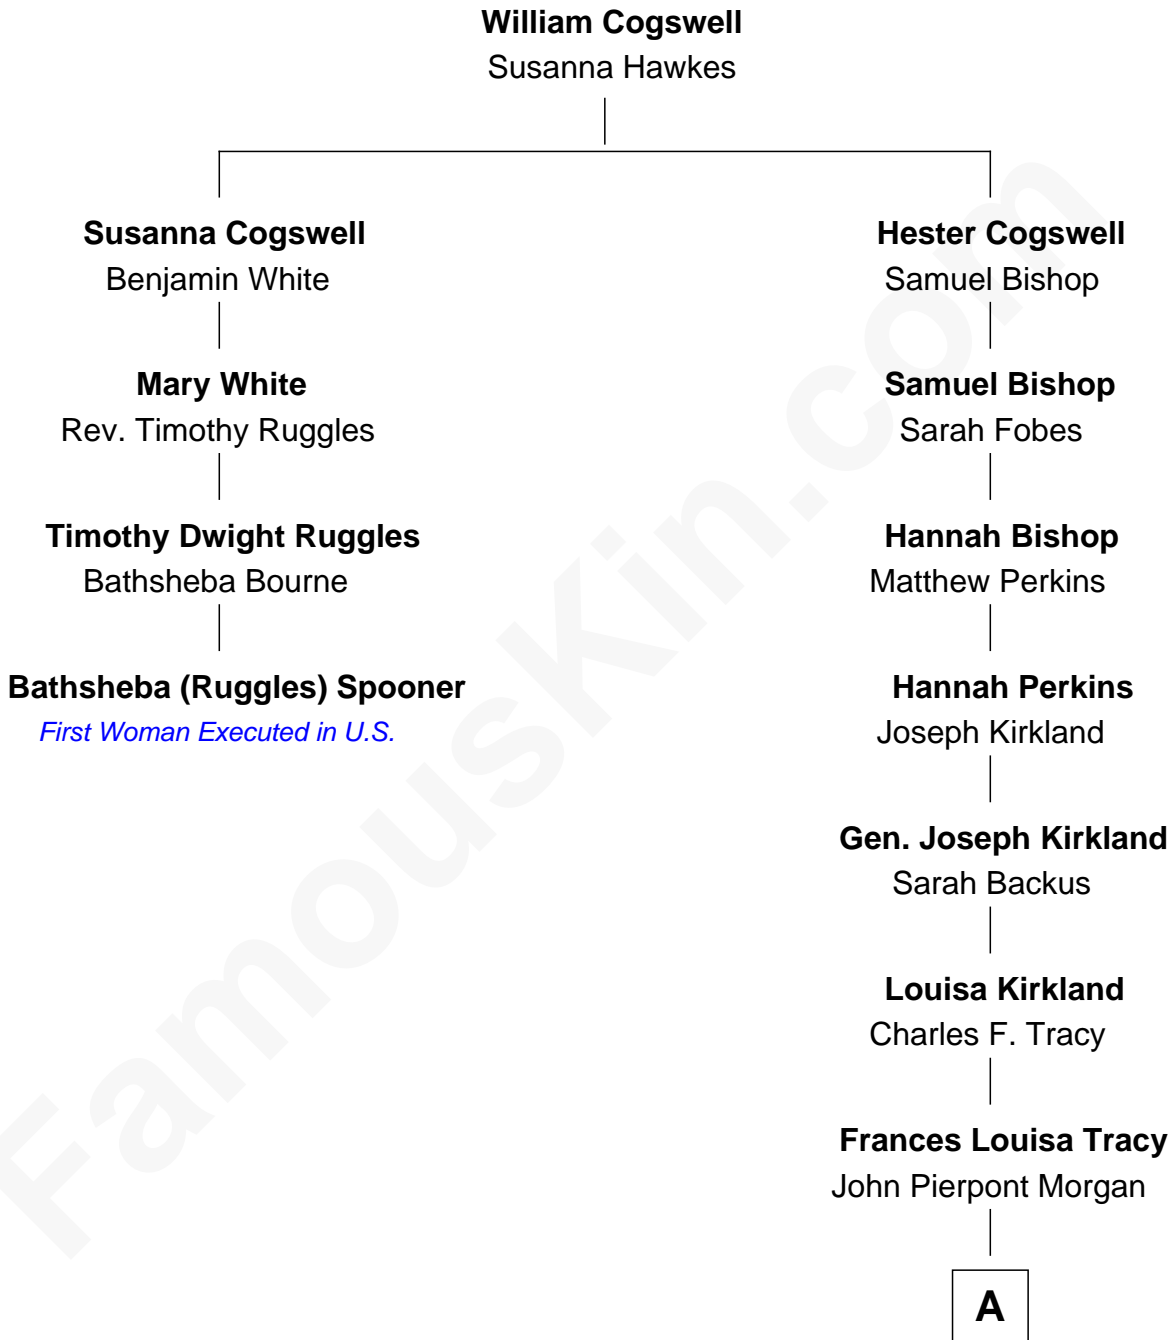 William Cogswell
Susanna Hawkes
Susanna Cogswell
Benjamin White
Mary White
Rev. Timothy Ruggles
Timothy Dwight Ruggles
Bathsheba Bourne
Bathsheba (Ruggles) Spooner
First Woman Executed in U.S.
Hester Cogswell
Samuel Bishop
Samuel Bishop
Sarah Fobes
Hannah Bishop
Matthew Perkins
Hannah Perkins
Joseph Kirkland
Gen. Joseph Kirkland
Sarah Backus
Louisa Kirkland
Charles F. Tracy
Frances Louisa Tracy
John Pierpont Morgan
A
FamousKin.com